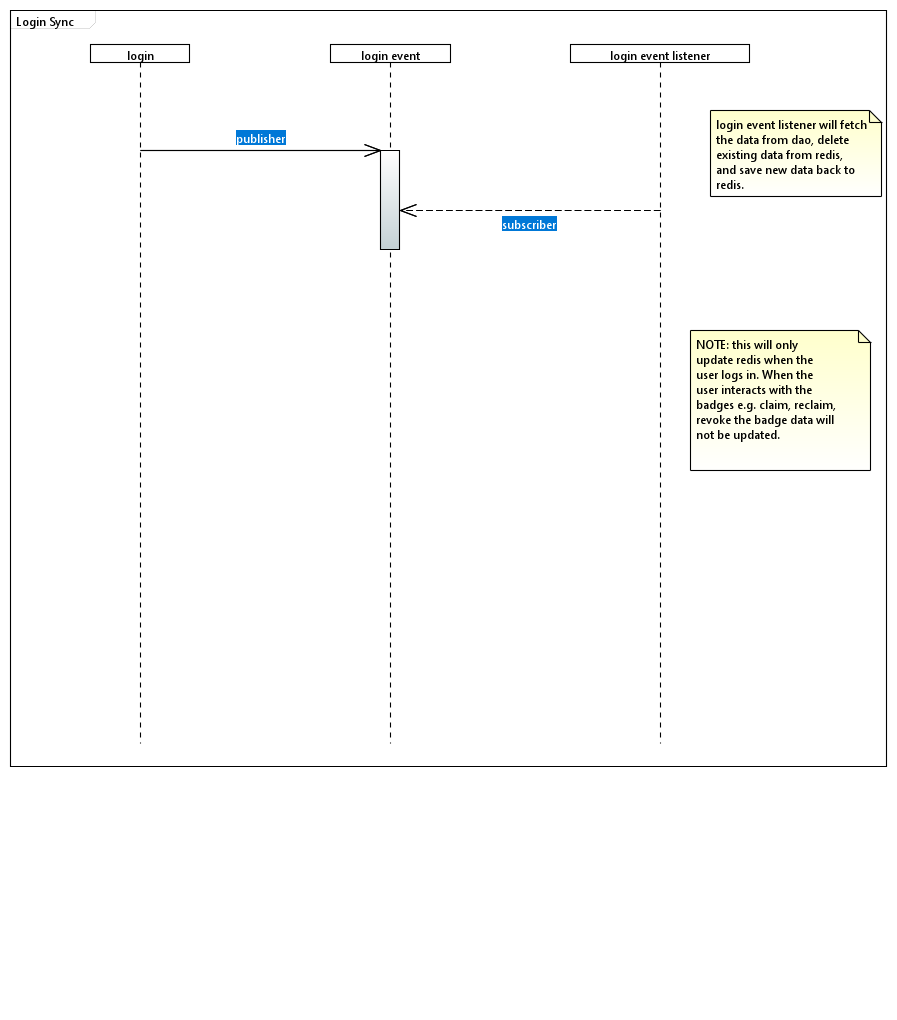 Login Sync
login
login event
login event listener
publisher
subscriber
login event listener will fetch
the data from dao, delete
existing data from redis,
and save new data back to
redis.
NOTE: this will only
update redis when the
user logs in. When the
user interacts with the
badges e.g. claim, reclaim,
revoke the badge data will
not be updated.